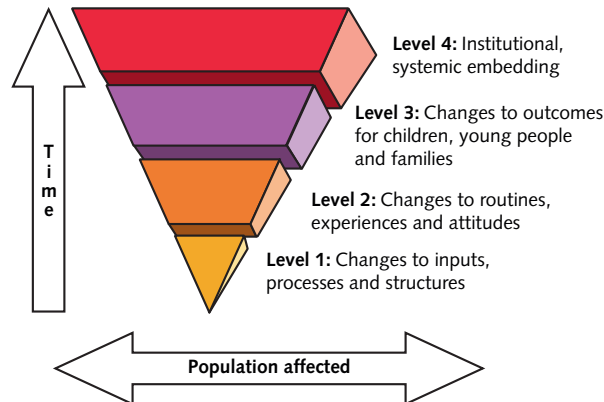 Time
Level 4: Institutional,
systemic embedding
Level 3: Changes to outcomes
for children, young people
and families
Level 2: Changes to routines,
experiences and attitudes
Level 1: Changes to inputs,
processes and structures
Population affected